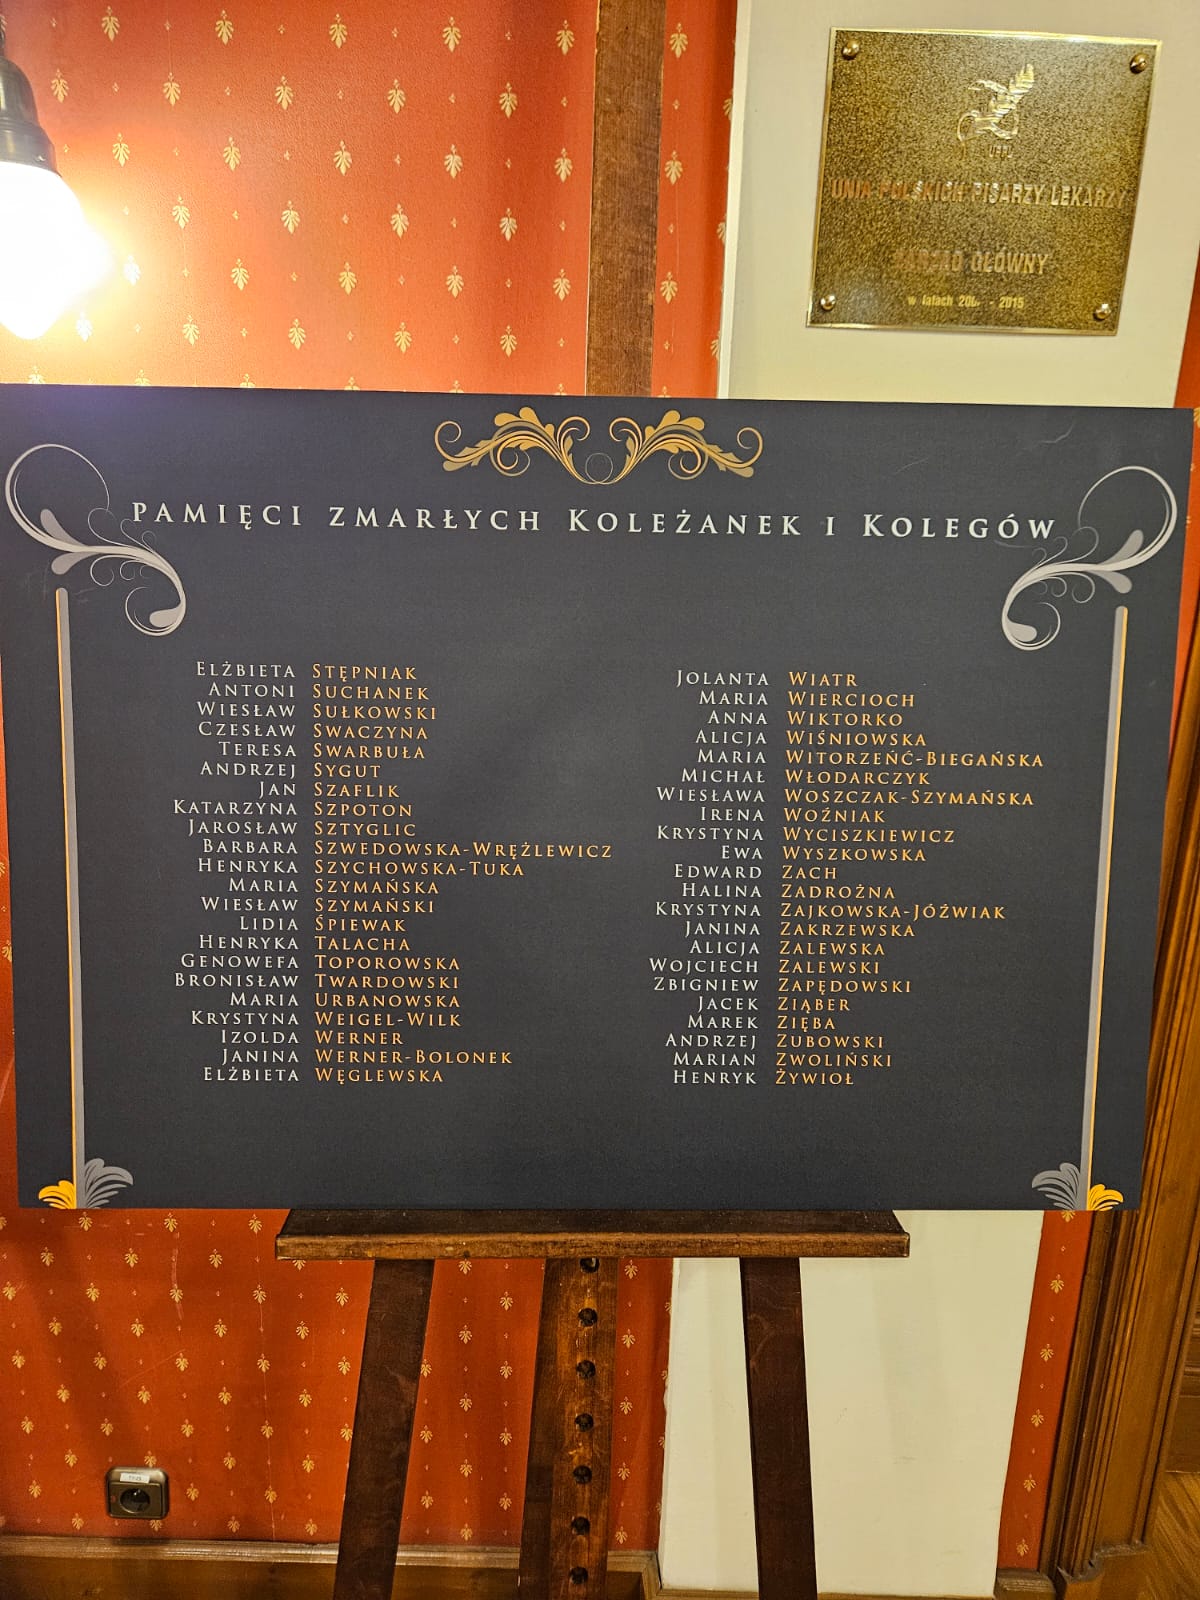 UPPL
UNIA POLSKICH PISARZY LEKARZY
ZARZĄD GŁÓWNY
w latach - 2015
PAMIĘCI ZMARŁYCH KOLEŻANEK I KOLEGÓW
ELŻBIETA STĘPNIAK
ANTONI SUCHANEK
WIESŁAW SUŁKOWSKI
CZESŁAW SWACZYNA
TERESA SWARBUŁA
ANDRZEJ SYGUT
JAN SZAFLIK
KATARZYNA SZPOTON
JAROSŁAW SZTYGLIC
BARBARA SZWEDOWSKA-WRĘŻLEWICZ
HENRYKA SZYCHOWSKA-TUKA
MARIA SZYMAŃSKA
WIESŁAW SZYMAŃSKI
LIDIA ŚPIEWAK
HENRYKA TALACHA
GENOWEFA TOPOROWSKA
BRONISŁAW TWARDOWSKI
MARIA URBANOWSKA
KRYSTYNA WEIGEL-WILK
IZOLDA WERNER
JANINA WERNER-BOLONEK
ELŻBIETA WĘGLEWSKA
JOLANTA WIATR
MARIA WIERCIOCH
ANNA WIKTORKO
ALICJA WIŚNIOWSKA
MARIA WITORZEŃĆ-BIEGAŃSKA
MICHAŁ WŁODARCZYK
WIESŁAWA WOSZCZAK-SZYMAŃSKA
IRENA WOŹNIAK
KRYSTYNA WYCISZKIEWICZ
EWA WYSZKOWSKA
EDWARD ZACH
HALINA ZADROŻNA
KRYSTYNA ZAJKOWSKA-JÓŹWIAK
JANINA ZAKRZEWSKA
ALICJA ZALEWSKA
WOJCIECH ZALEWSKI
ZBIGNIEW ZAPĘDOWSKI
JACEK ZIĄBER
MAREK ZIĘBA
ANDRZEJ ZUBOWSKI
MARIAN ZWOLIŃSKI
HENRYK ŻYWIOŁ